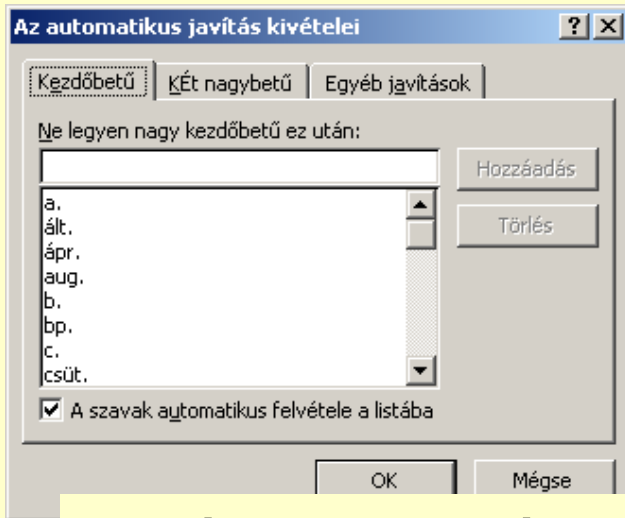 Az automatikus javítás kivételei
Kezdőbetű KÉt nagybetű Egyéb javítások
Ne legyen nagy kezdőbetű ez után:
Hozzáadás
a.
ált.
Törlés
ápr.
aug.
b.
bp.
c.
csüt.
A szavak automatikus felvétele a listába
OK Mégse